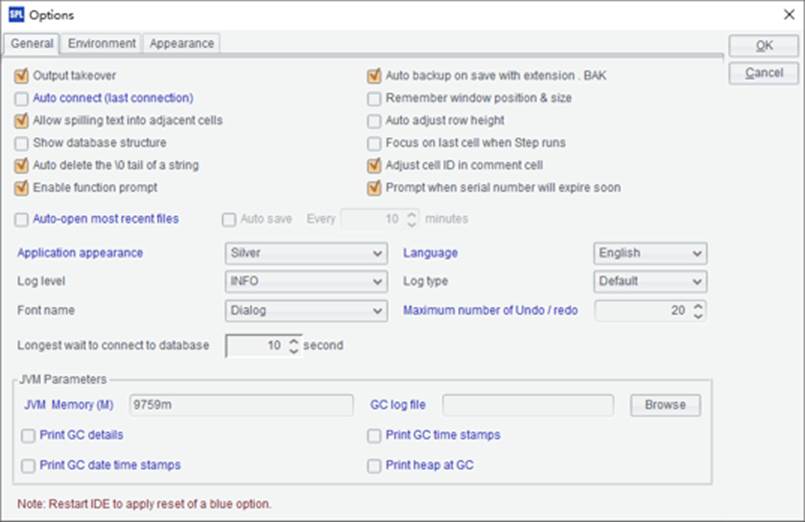 SPL Options
General Environment Appearance
OK
Cancel
Output takeover
Auto backup on save with extension . BAK
Auto connect (last connection)
Remember window position & size
Allow spilling text into adjacent cells
Auto adjust row height
Show database structure
Focus on last cell when Step runs
Auto delete the \0 tail of a string
Adjust cell ID in comment cell
Enable function prompt
Prompt when serial number will expire soon
Auto-open most recent files
Auto save Every 10 minutes
Application appearance Silver
Language English
Log level INFO
Log type Default
Font name Dialog
Maximum number of Undo / redo 20
Longest wait to connect to database 10 second
JVM Parameters
JVM Memory (M) 9759m
GC log file Browse
Print GC details
Print GC time stamps
Print GC date time stamps
Print heap at GC
Note: Restart IDE to apply reset of a blue option.